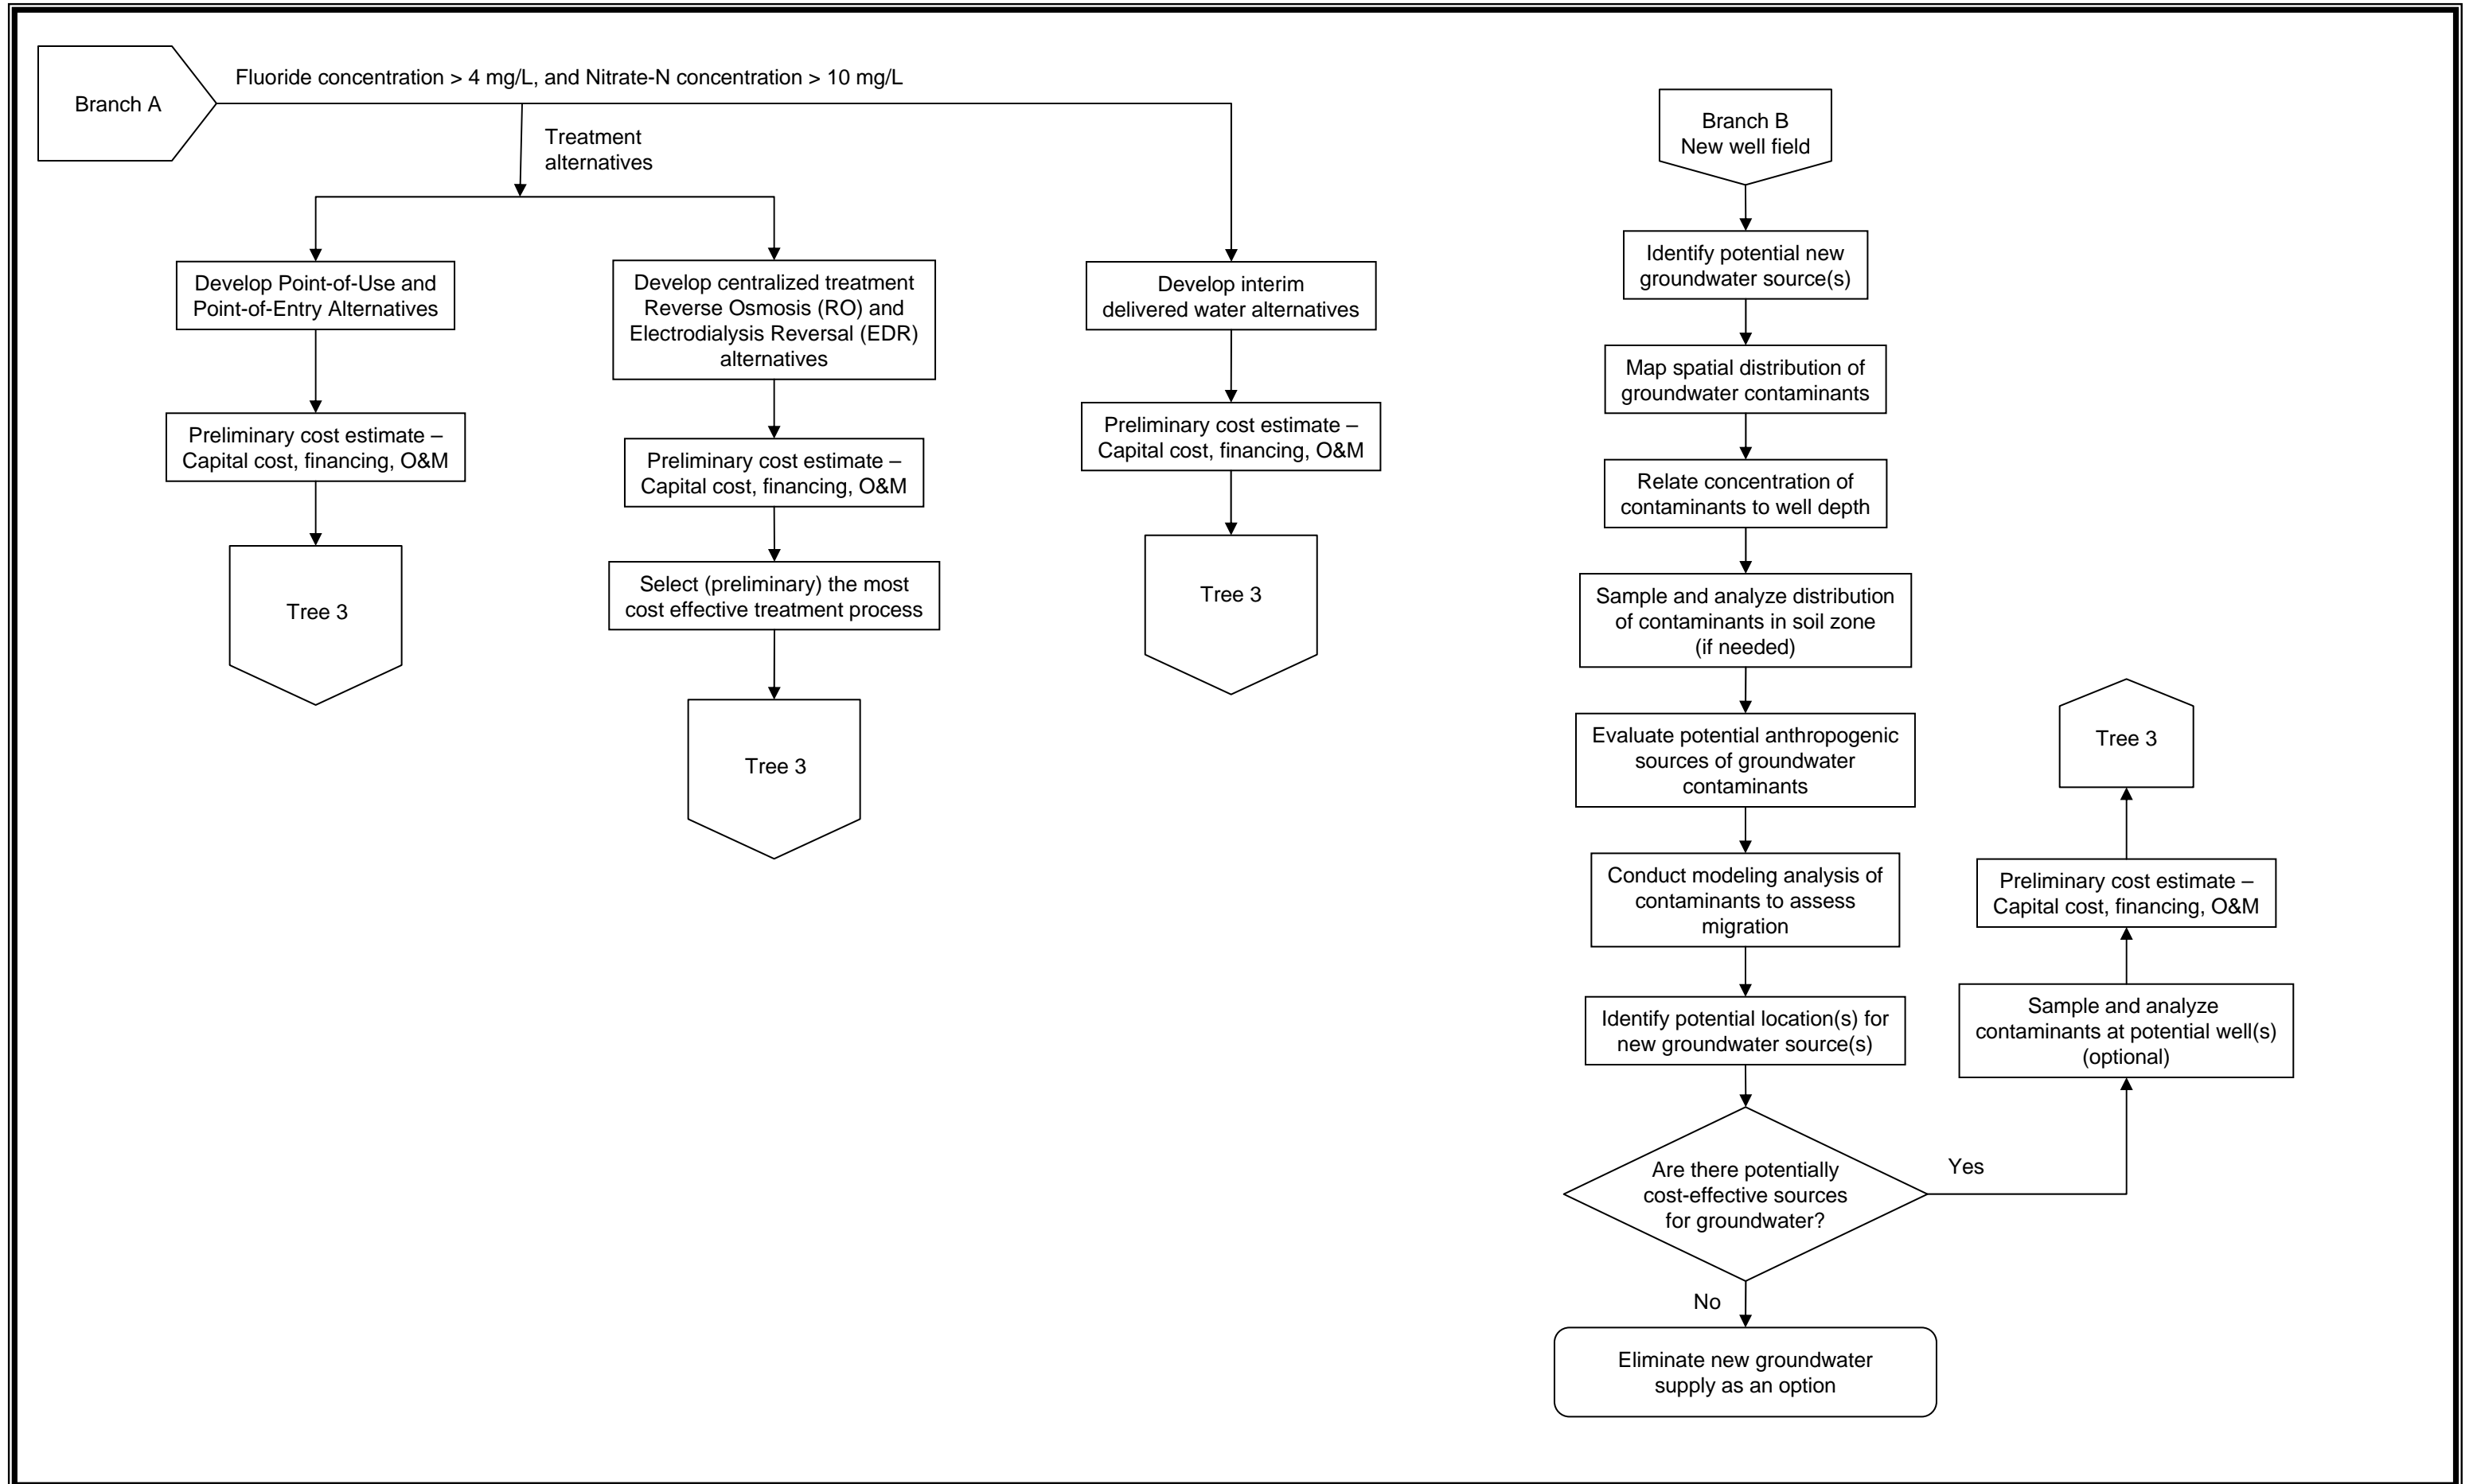 Branch A
Fluoride concentration > 4 mg/L, and Nitrate-N concentration > 10 mg/L
Treatment
alternatives
Develop Point-of-Use and
Point-of-Entry Alternatives
Preliminary cost estimate –
Capital cost, financing, O&M
Tree 3
Develop centralized treatment
Reverse Osmosis (RO) and
Electrodialysis Reversal (EDR)
alternatives
Preliminary cost estimate –
Capital cost, financing, O&M
Select (preliminary) the most
cost effective treatment process
Tree 3
Develop interim
delivered water alternatives
Preliminary cost estimate –
Capital cost, financing, O&M
Tree 3
Branch B
New well field
Identify potential new
groundwater source(s)
Map spatial distribution of
groundwater contaminants
Relate concentration of
contaminants to well depth
Sample and analyze distribution
of contaminants in soil zone
(if needed)
Evaluate potential anthropogenic
sources of groundwater
contaminants
Conduct modeling analysis of
contaminants to assess
migration
Identify potential location(s) for
new groundwater source(s)
Are there potentially
cost-effective sources
for groundwater?
Yes
Sample and analyze
contaminants at potential well(s)
(optional)
Preliminary cost estimate –
Capital cost, financing, O&M
Tree 3
No
Eliminate new groundwater
supply as an option